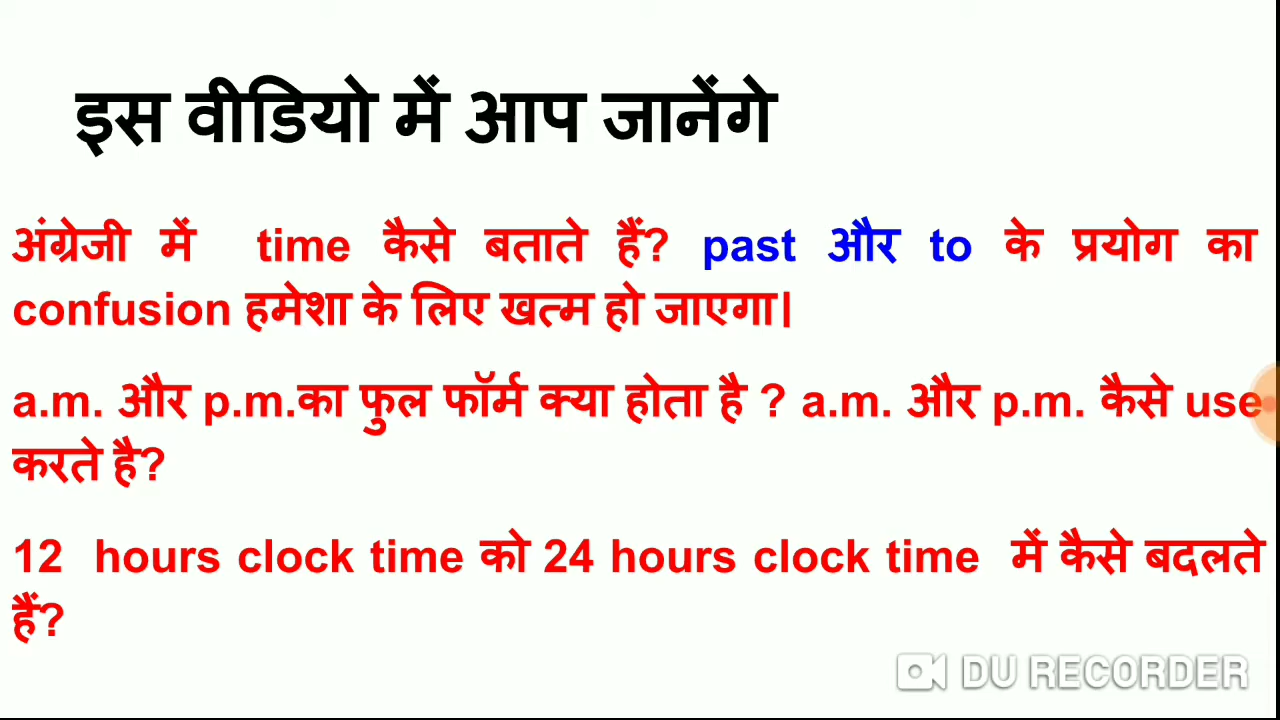 इस वीडियो में आप जानेंगे
अंग्रेजी में time कैसे बताते हैं? past और to के प्रयोग का
confusion हमेशा के लिए खत्म हो जाएगा।
a.m. और p.m.का फुल फॉर्म क्या होता है ? a.m. और p.m. कैसे use
करते है?
12 hours clock time को 24 hours clock time में कैसे बदलते
हैं?
DU RECORDER